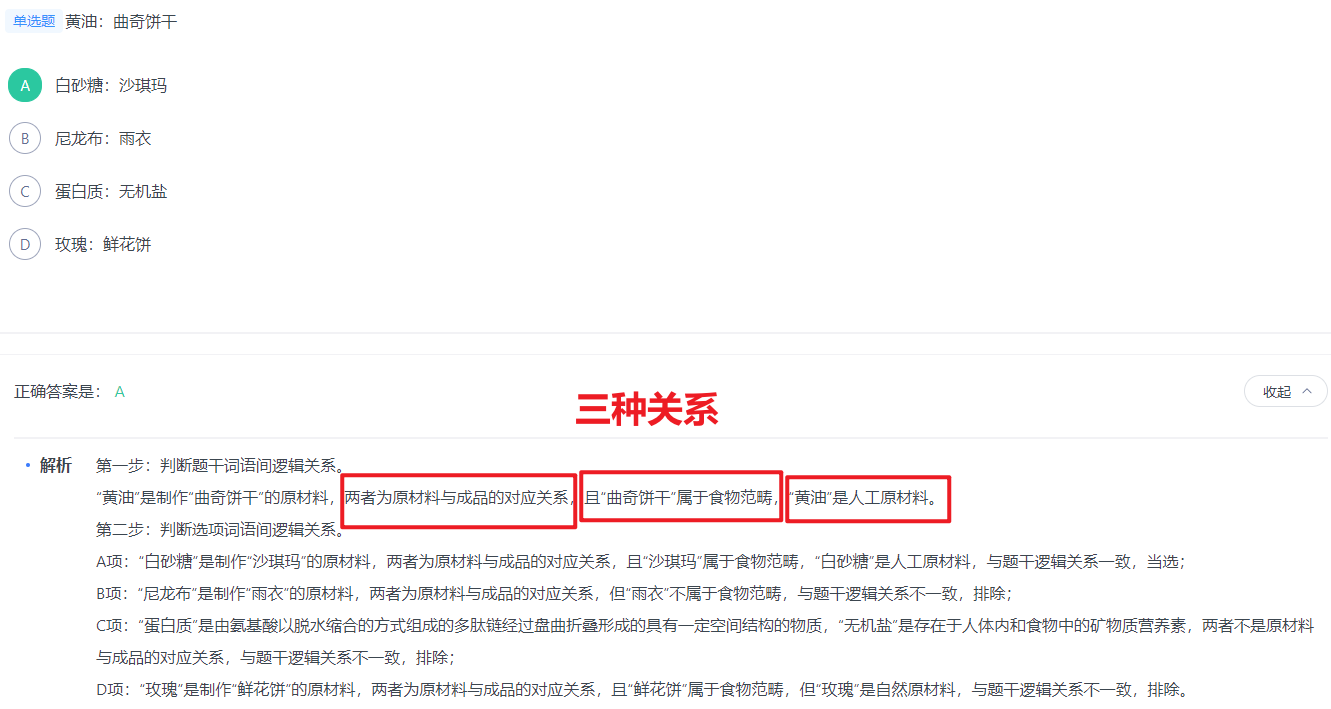 单选题 黄油：曲奇饼干
A 白砂糖：沙琪玛
B 尼龙布：雨衣
C 蛋白质：无机盐
D 玫瑰：鲜花饼
正确答案是： A
收起
三种关系
解析 第一步：判断题干词语间逻辑关系。
“黄油”是制作“曲奇饼干”的原材料，两者为原材料与成品的对应关系，且“曲奇饼干”属于食物范畴，“黄油”是人工原材料。
第二步：判断选项词语间逻辑关系。
A项：“白砂糖”是制作“沙琪玛”的原材料，两者为原材料与成品的对应关系，且“沙琪玛”属于食物范畴，“白砂糖”是人工原材料，与题干逻辑关系一致，当选；
B项：“尼龙布”是制作“雨衣”的原材料，两者为原材料与成品的对应关系，但“雨衣”不属于食物范畴，与题干逻辑关系不一致，排除；
C项：“蛋白质”是由氨基酸以脱水缩合的方式组成的多肽链经过盘曲折叠形成的具有一定空间结构的物质，“无机盐”是存在于人体内和食物中的矿物质营养素，两者不是原材料
与成品的对应关系，与题干逻辑关系不一致，排除；
D项：“玫瑰”是制作“鲜花饼”的原材料，两者为原材料与成品的对应关系，且“鲜花饼”属于食物范畴，但“玫瑰”是自然原材料，与题干逻辑关系不一致，排除。